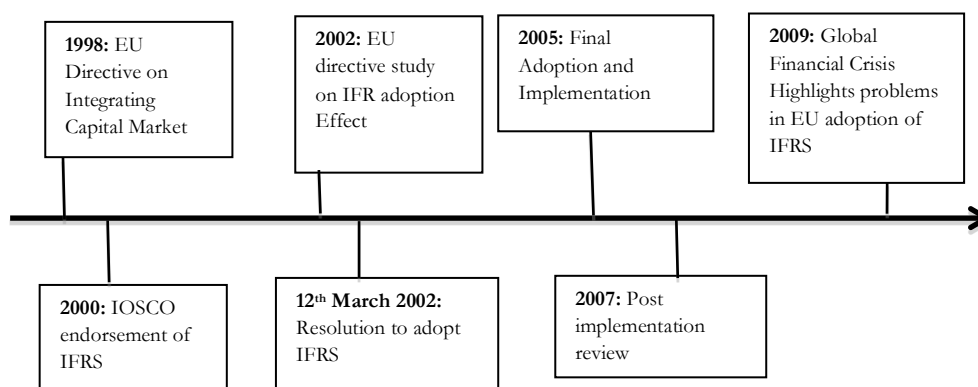 1998: EU
Directive on
Integrating
Capital Market
2002: EU
directive study
on IFR adoption
Effect
2005: Final
Adoption and
Implementation
2009: Global
Financial Crisis
Highlights problems
in EU adoption of
IFRS
2000: IOSCO
endorsement of
IFRS
12th March 2002:
Resolution to adopt
IFRS
2007: Post
implementation
review